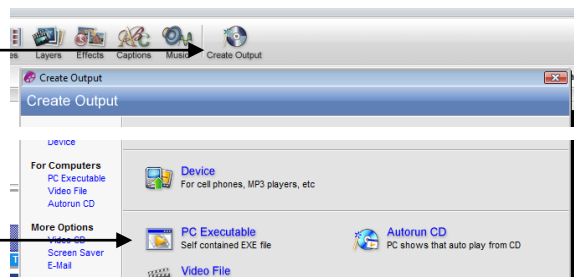 es Layers Effects Captions Music Create Output
Create Output
Create Output
Device
For Computers
PC Executable
Video File
Autorun CD
More Options
Video CD
Screen Saver
E-Mail
Device
For cell phones, MP3 players, etc
PC Executable
Self contained EXE file
Autorun CD
PC shows that auto play from CD
Video File